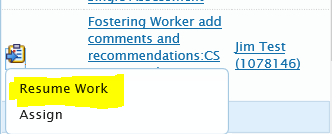 Fostering Worker add
comments and
recommendations:CS
Jim Test
(1078146)
Resume Work
Assign